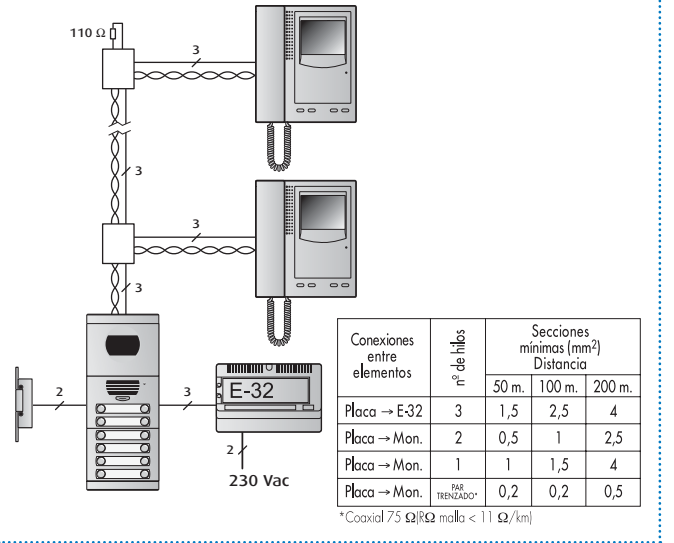 110 Ω
3
3
3
3
2
3
E-32
2
230 Vac
Conexiones entre elementos
nº de hilos
Secciones mínimas (mm²) Distancia
50 m. 100 m. 200 m.
Placa → E-32 3 1,5 2,5 4
Placa → Mon. 2 0,5 1 2,5
Placa → Mon. 1 1 1,5 4
Placa → Mon. PAR TRENZADO* 0,2 0,2 0,5
*Coaxial 75 Ω(RΩ malla < 11 Ω/km)